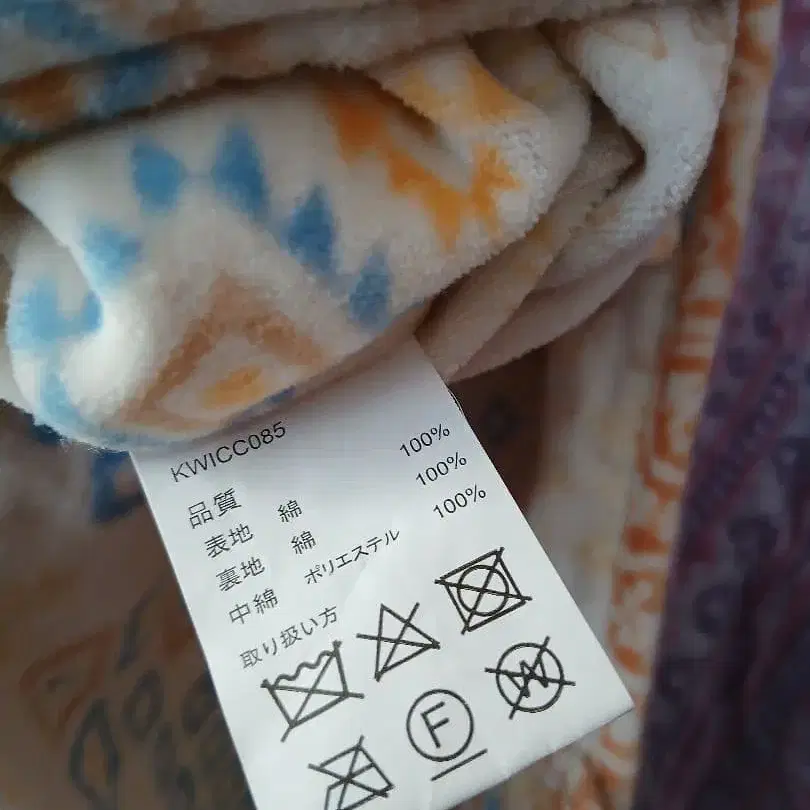 KWICC085
品質
表地 綿 100%
裏地 綿 100%
中綿 ポリエステル 100%
取り扱い方
W
F